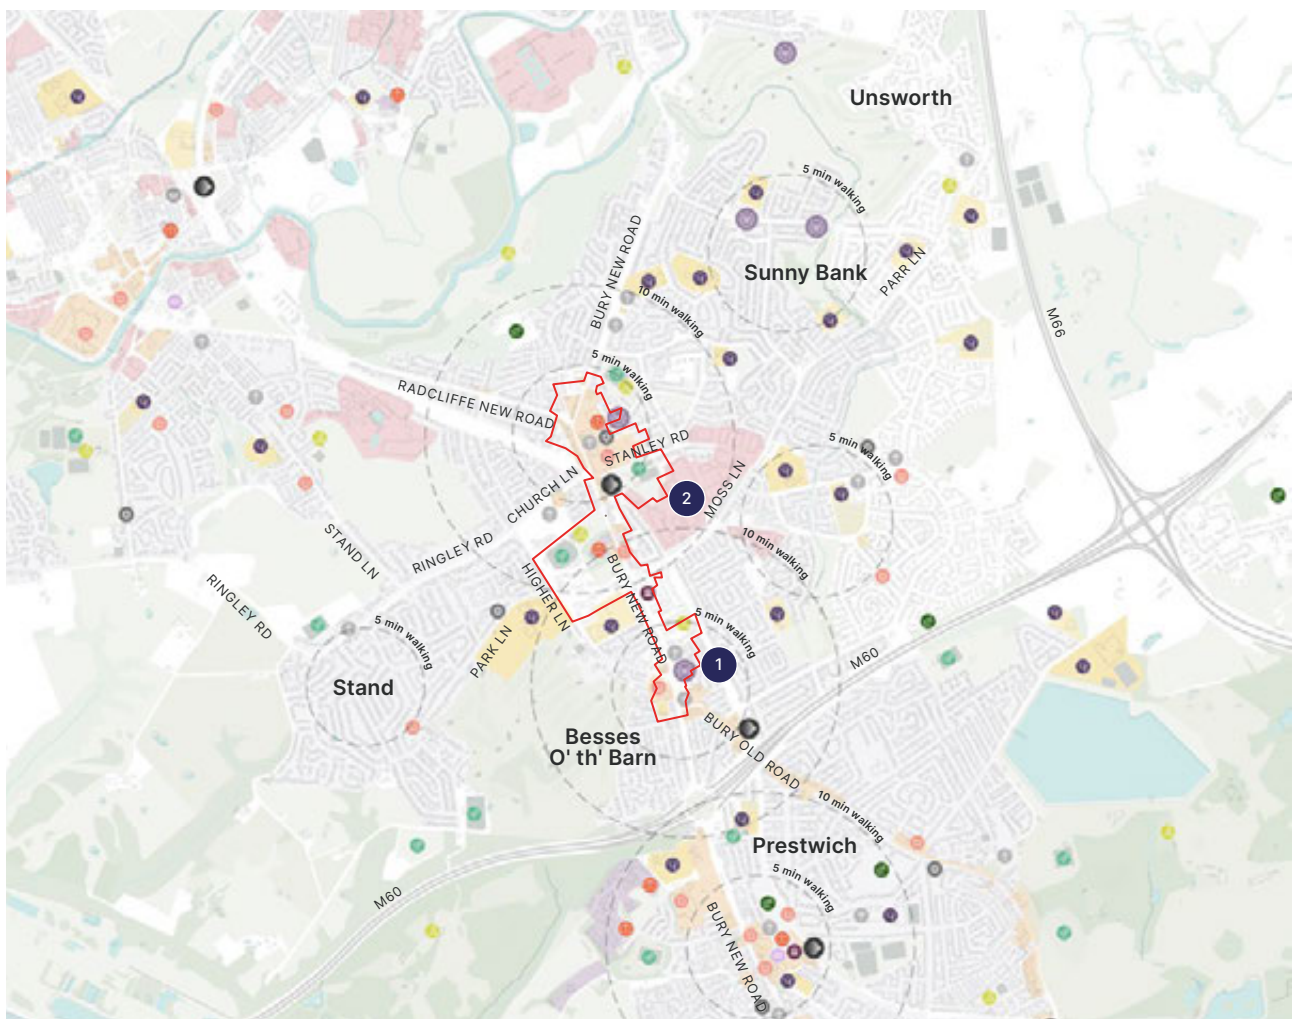 Unsworth
5 min walking
BURY NEW ROAD
Sunny Bank
PARR LN
10 min walking
M66
5 min walking
RADCLIFFE NEW ROAD
STANLEY RD
5 min walking
CHURCH LN
2
MOSS LN
STAND LN
RINGLEY RD
10 min walking
HIGHER LN
BURY NEW ROAD
RINGLEY RD
5 min walking
5 min walking
PARK LN
M60
1
Stand
BURY OLD ROAD
Besses
O' th' Barn
10 min walking
Prestwich
5 min walking
M60
BURY NEW ROAD